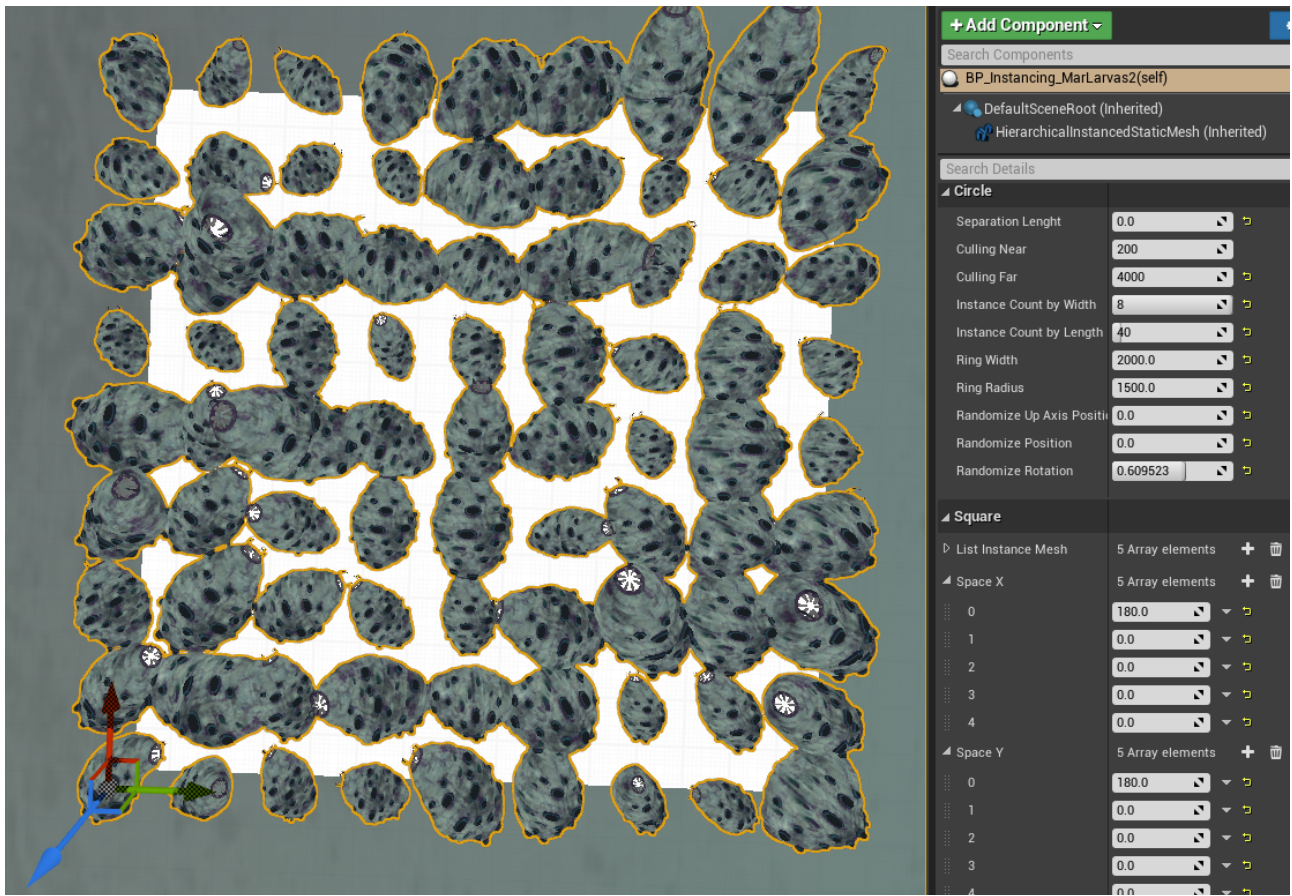 + Add Component
Search Components
BP_Instancing_MarLarvas2(self)
DefaultSceneRoot (Inherited)
HierarchicalInstancedStaticMesh (Inherited)
Search Details
Circle
Separation Lenght 0.0
Culling Near 200
Culling Far 4000
Instance Count by Width 8
Instance Count by Length 40
Ring Width 2000.0
Ring Radius 1500.0
Randomize Up Axis Positi 0.0
Randomize Position 0.0
Randomize Rotation 0.609523
Square
List Instance Mesh 5 Array elements
Space X 5 Array elements
0 180.0
1 0.0
2 0.0
3 0.0
4 0.0
Space Y 5 Array elements
0 180.0
1 0.0
2 0.0
3 0.0
4 0.0